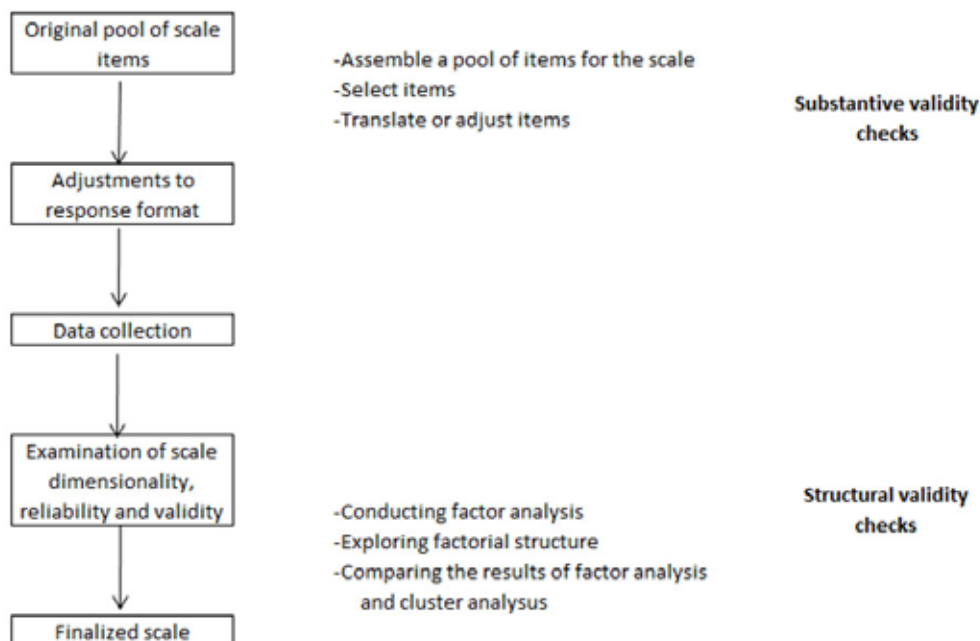 Original pool of scale
items
-Assemble a pool of items for the scale
-Select items
-Translate or adjust items
Substantive validity
checks
Adjustments to
response format
Data collection
Examination of scale
dimensionality,
reliability and validity
-Conducting factor analysis
-Exploring factorial structure
-Comparing the results of factor analysis
and cluster analysus
Structural validity
checks
Finalized scale